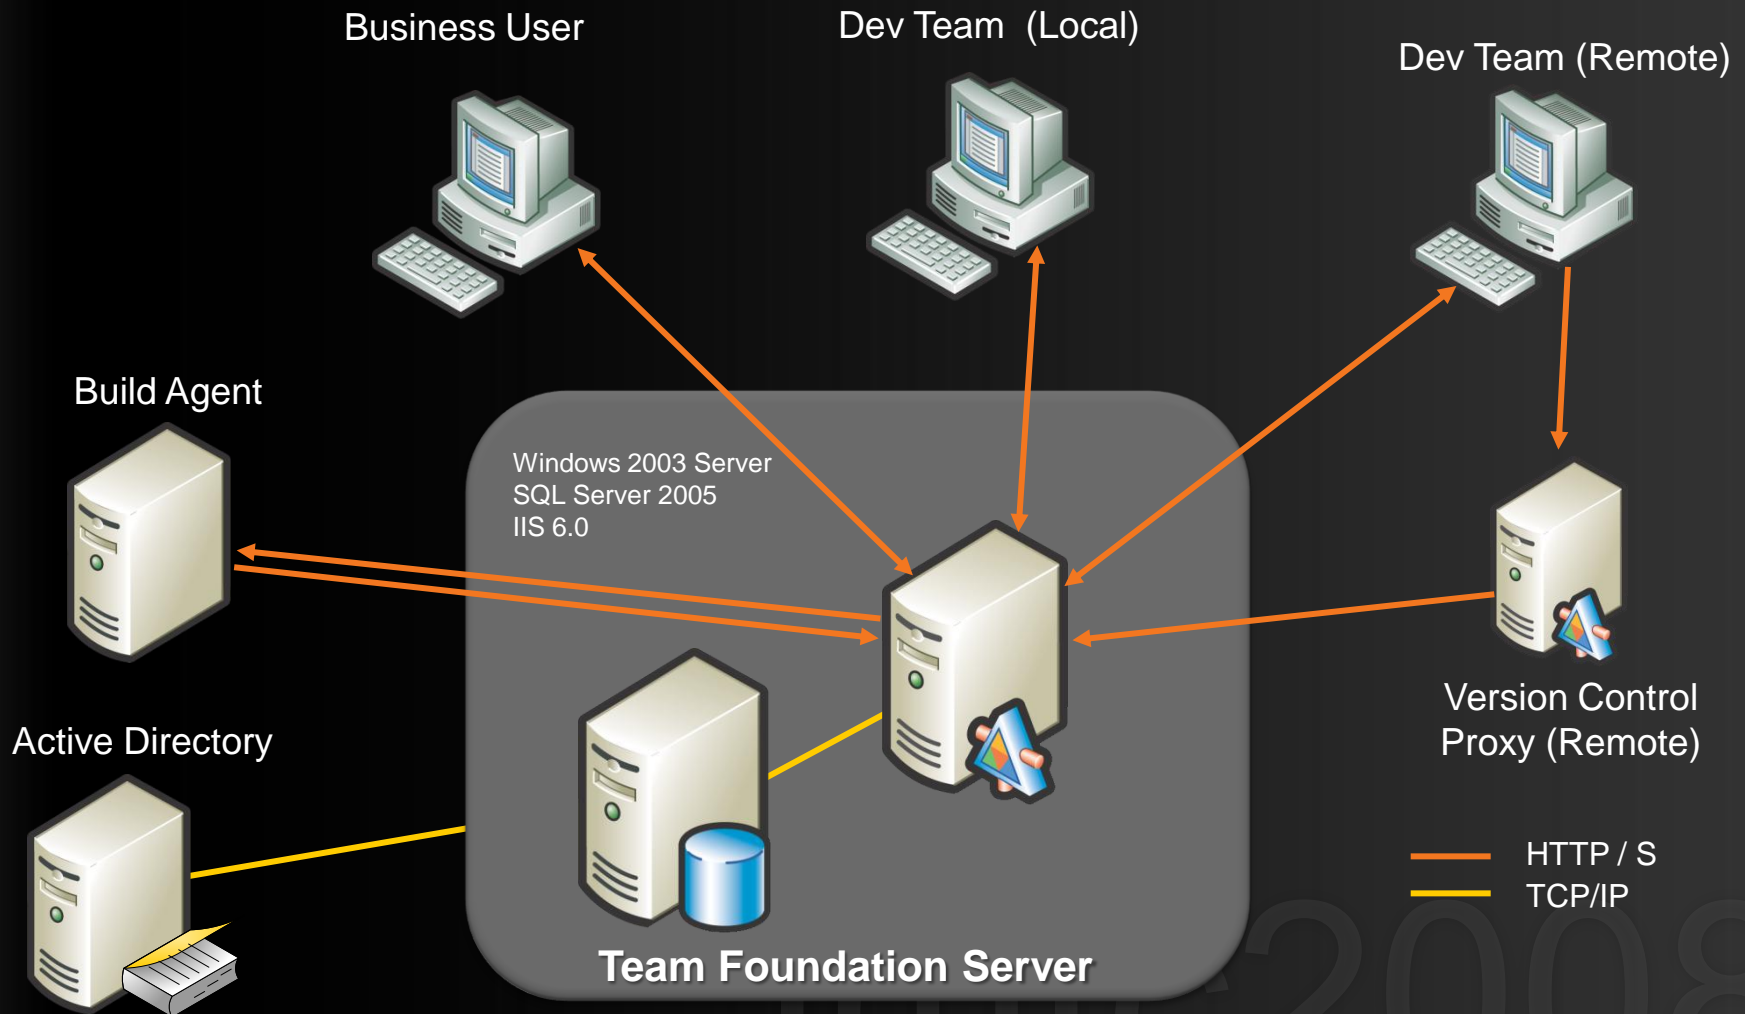 Business User
Dev Team (Local)
Dev Team (Remote)
Build Agent
Windows 2003 Server
SQL Server 2005
IIS 6.0
Active Directory
Version Control
Proxy (Remote)
HTTP / S
TCP/IP
Team Foundation Server
2008